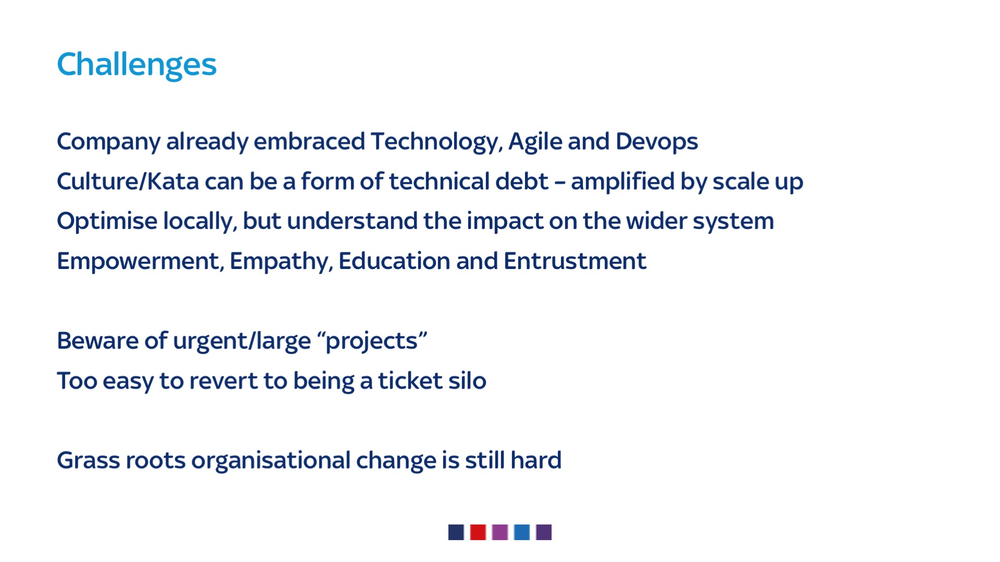 Challenges
Company already embraced Technology, Agile and Devops
Culture/Kata can be a form of technical debt – amplified by scale up
Optimise locally, but understand the impact on the wider system
Empowerment, Empathy, Education and Entrustment
Beware of urgent/large “projects”
Too easy to revert to being a ticket silo
Grass roots organisational change is still hard